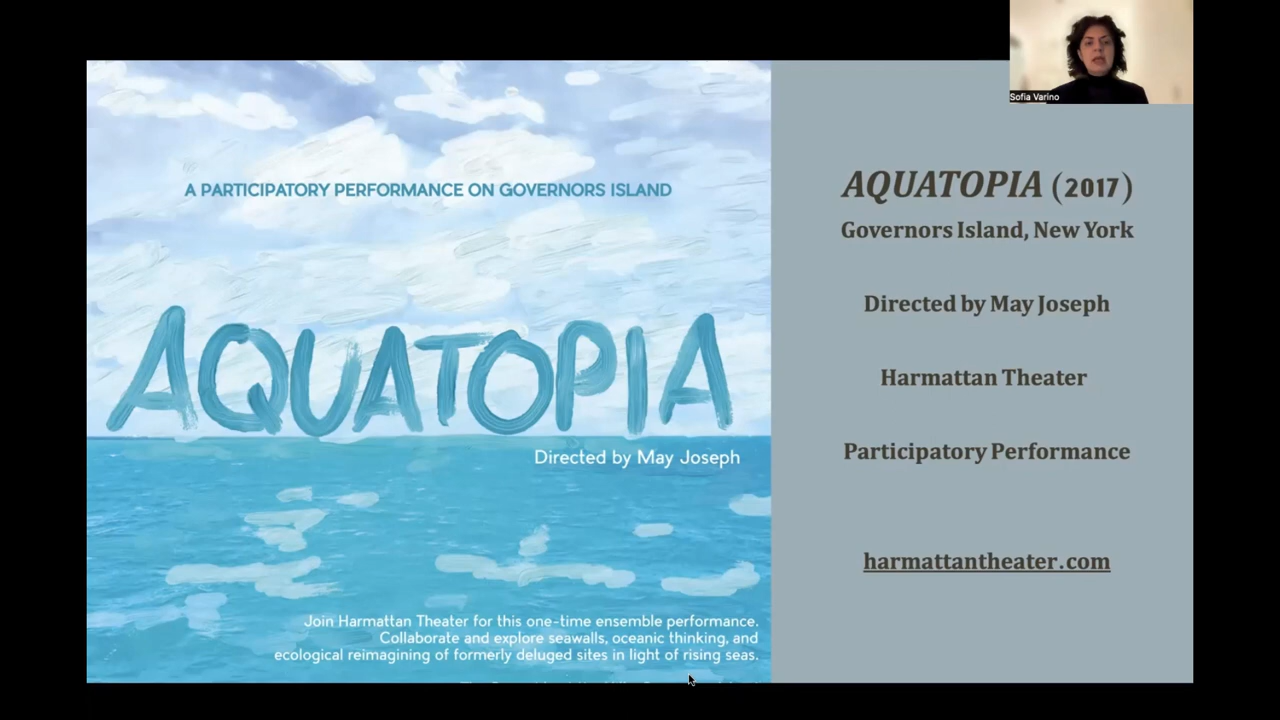 Sofia Varino
A PARTICIPATORY PERFORMANCE ON GOVERNORS ISLAND
AQUATOPIA
Directed by May Joseph
Join Harmattan Theater for this one-time ensemble performance.
Collaborate and explore seawalls, oceanic thinking, and
ecological reimagining of formerly deluged sites in light of rising seas.
AQUATOPIA (2017)
Governors Island, New York
Directed by May Joseph
Harmattan Theater
Participatory Performance
harmattantheater.com